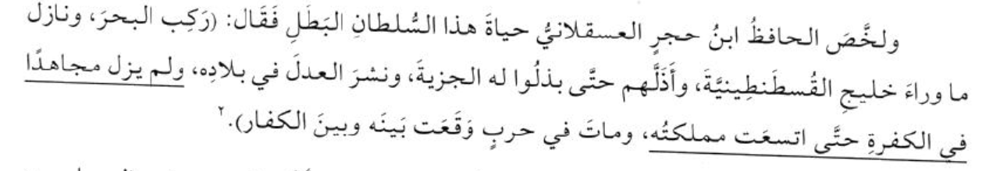 ولخَّصَ الحافظُ ابنُ حجرٍ العسقلانيُّ حياةَ هذا السُّلطانِ البَطَلِ فَقَال: (رَكِب البحرَ، ونازل
ما وراءَ خليجِ القُسطَنطِينيَّةَ، وأَذَلَّهم حتَّى بذلُوا له الجزيةَ، ونشرَ العدلَ في بلادِه، ولم يزل مجاهدًا
في الكفرةِ حتَّى اتسعَت مملكتُه، وماتَ في حربٍ وَقَعَت بَينَه وبينَ الكفار).٢